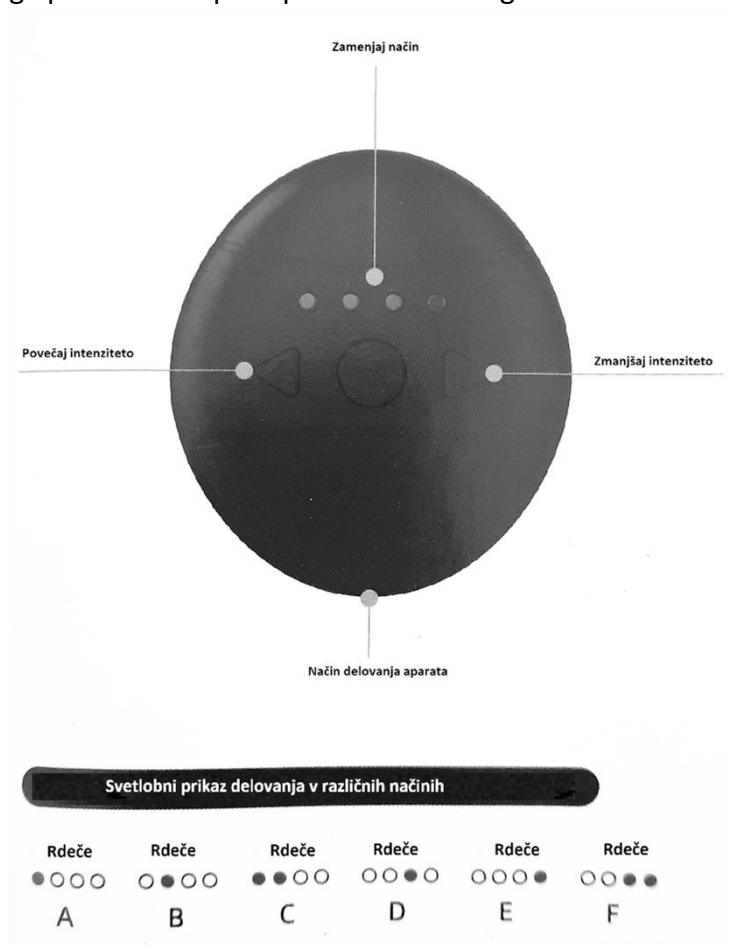 Zamenjaj način
Povečaj intenziteto
Zmanjšaj intenziteto
Način delovanja aparata
Svetlobni prikaz delovanja v različnih načinih
Rdeče Rdeče Rdeče Rdeče Rdeče Rdeče
A B C D E F